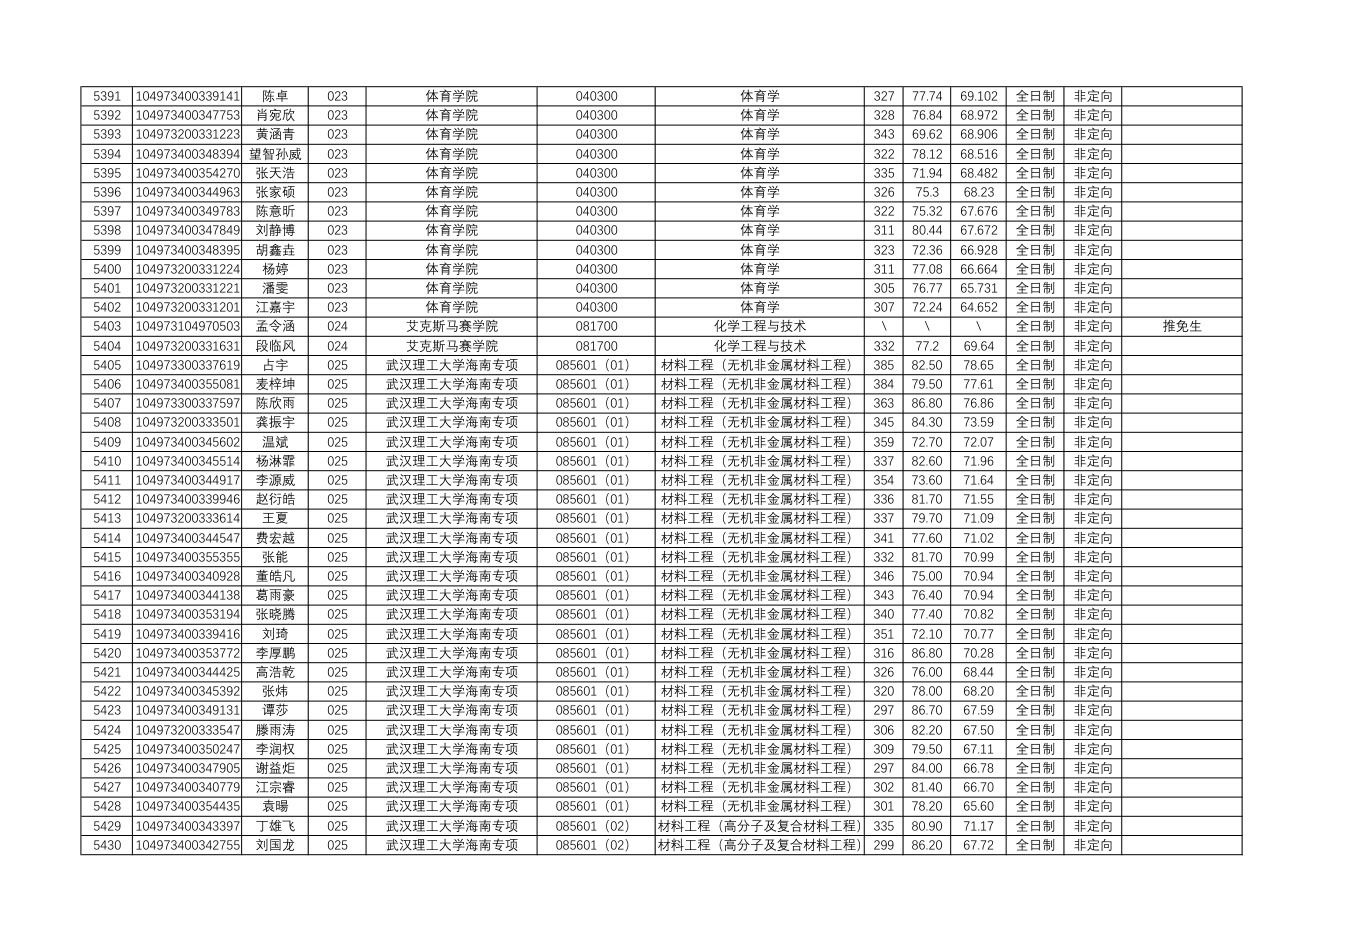 5391 104973400339141 陈卓 023 体育学院 040300 体育学 327 77.74 69.102 全日制 非定向
5392 104973400347753 肖宛欣 023 体育学院 040300 体育学 328 76.84 68.972 全日制 非定向
5393 104973200331223 黄涵青 023 体育学院 040300 体育学 343 69.62 68.906 全日制 非定向
5394 104973400348394 望智孙威 023 体育学院 040300 体育学 322 78.12 68.516 全日制 非定向
5395 104973400354270 张天浩 023 体育学院 040300 体育学 335 71.94 68.482 全日制 非定向
5396 104973400344963 张家硕 023 体育学院 040300 体育学 326 75.3 68.23 全日制 非定向
5397 104973400349783 陈意昕 023 体育学院 040300 体育学 322 75.32 67.676 全日制 非定向
5398 104973400347849 刘静博 023 体育学院 040300 体育学 311 80.44 67.672 全日制 非定向
5399 104973400348395 胡鑫垚 023 体育学院 040300 体育学 323 72.36 66.928 全日制 非定向
5400 104973200331224 杨婷 023 体育学院 040300 体育学 311 77.08 66.664 全日制 非定向
5401 104973200331221 潘雯 023 体育学院 040300 体育学 305 76.77 65.731 全日制 非定向
5402 104973200331201 江嘉宇 023 体育学院 040300 体育学 307 72.24 64.652 全日制 非定向
5403 104973104970503 孟令涵 024 艾克斯马赛学院 081700 化学工程与技术 \ \ \ 全日制 非定向 推免生
5404 104973200331631 段临风 024 艾克斯马赛学院 081700 化学工程与技术 332 77.2 69.64 全日制 非定向
5405 104973300337619 占宇 025 武汉理工大学海南专项 085601（01） 材料工程（无机非金属材料工程） 385 82.50 78.65 全日制 非定向
5406 104973400355081 麦梓坤 025 武汉理工大学海南专项 085601（01） 材料工程（无机非金属材料工程） 384 79.50 77.61 全日制 非定向
5407 104973300337597 陈欣雨 025 武汉理工大学海南专项 085601（01） 材料工程（无机非金属材料工程） 363 86.80 76.86 全日制 非定向
5408 104973200333501 龚振宇 025 武汉理工大学海南专项 085601（01） 材料工程（无机非金属材料工程） 345 84.30 73.59 全日制 非定向
5409 104973400345602 温斌 025 武汉理工大学海南专项 085601（01） 材料工程（无机非金属材料工程） 359 72.70 72.07 全日制 非定向
5410 104973400345514 杨淋霏 025 武汉理工大学海南专项 085601（01） 材料工程（无机非金属材料工程） 337 82.60 71.96 全日制 非定向
5411 104973400344917 李源威 025 武汉理工大学海南专项 085601（01） 材料工程（无机非金属材料工程） 354 73.60 71.64 全日制 非定向
5412 104973400339946 赵衍皓 025 武汉理工大学海南专项 085601（01） 材料工程（无机非金属材料工程） 336 81.70 71.55 全日制 非定向
5413 104973200333614 王夏 025 武汉理工大学海南专项 085601（01） 材料工程（无机非金属材料工程） 337 79.70 71.09 全日制 非定向
5414 104973400344547 费宏越 025 武汉理工大学海南专项 085601（01） 材料工程（无机非金属材料工程） 341 77.60 71.02 全日制 非定向
5415 104973400355355 张能 025 武汉理工大学海南专项 085601（01） 材料工程（无机非金属材料工程） 332 81.70 70.99 全日制 非定向
5416 104973400340928 董皓凡 025 武汉理工大学海南专项 085601（01） 材料工程（无机非金属材料工程） 346 75.00 70.94 全日制 非定向
5417 104973400344138 葛雨豪 025 武汉理工大学海南专项 085601（01） 材料工程（无机非金属材料工程） 343 76.40 70.94 全日制 非定向
5418 104973400353194 张晓腾 025 武汉理工大学海南专项 085601（01） 材料工程（无机非金属材料工程） 340 77.40 70.82 全日制 非定向
5419 104973400339416 刘琦 025 武汉理工大学海南专项 085601（01） 材料工程（无机非金属材料工程） 351 72.10 70.77 全日制 非定向
5420 104973400353772 李厚鹏 025 武汉理工大学海南专项 085601（01） 材料工程（无机非金属材料工程） 316 86.80 70.28 全日制 非定向
5421 104973400344425 高浩乾 025 武汉理工大学海南专项 085601（01） 材料工程（无机非金属材料工程） 326 76.00 68.44 全日制 非定向
5422 104973400345392 张炜 025 武汉理工大学海南专项 085601（01） 材料工程（无机非金属材料工程） 320 78.00 68.20 全日制 非定向
5423 104973400349131 谭莎 025 武汉理工大学海南专项 085601（01） 材料工程（无机非金属材料工程） 297 86.70 67.59 全日制 非定向
5424 104973200333547 滕雨涛 025 武汉理工大学海南专项 085601（01） 材料工程（无机非金属材料工程） 306 82.20 67.50 全日制 非定向
5425 104973400350247 李润权 025 武汉理工大学海南专项 085601（01） 材料工程（无机非金属材料工程） 309 79.50 67.11 全日制 非定向
5426 104973400347905 谢益炬 025 武汉理工大学海南专项 085601（01） 材料工程（无机非金属材料工程） 297 84.00 66.78 全日制 非定向
5427 104973400340779 江宗睿 025 武汉理工大学海南专项 085601（01） 材料工程（无机非金属材料工程） 302 81.40 66.70 全日制 非定向
5428 104973400354435 袁暘 025 武汉理工大学海南专项 085601（01） 材料工程（无机非金属材料工程） 301 78.20 65.60 全日制 非定向
5429 104973400343397 丁雄飞 025 武汉理工大学海南专项 085601（02） 材料工程（高分子及复合材料工程） 335 80.90 71.17 全日制 非定向
5430 104973400342755 刘国龙 025 武汉理工大学海南专项 085601（02） 材料工程（高分子及复合材料工程） 299 86.20 67.72 全日制 非定向